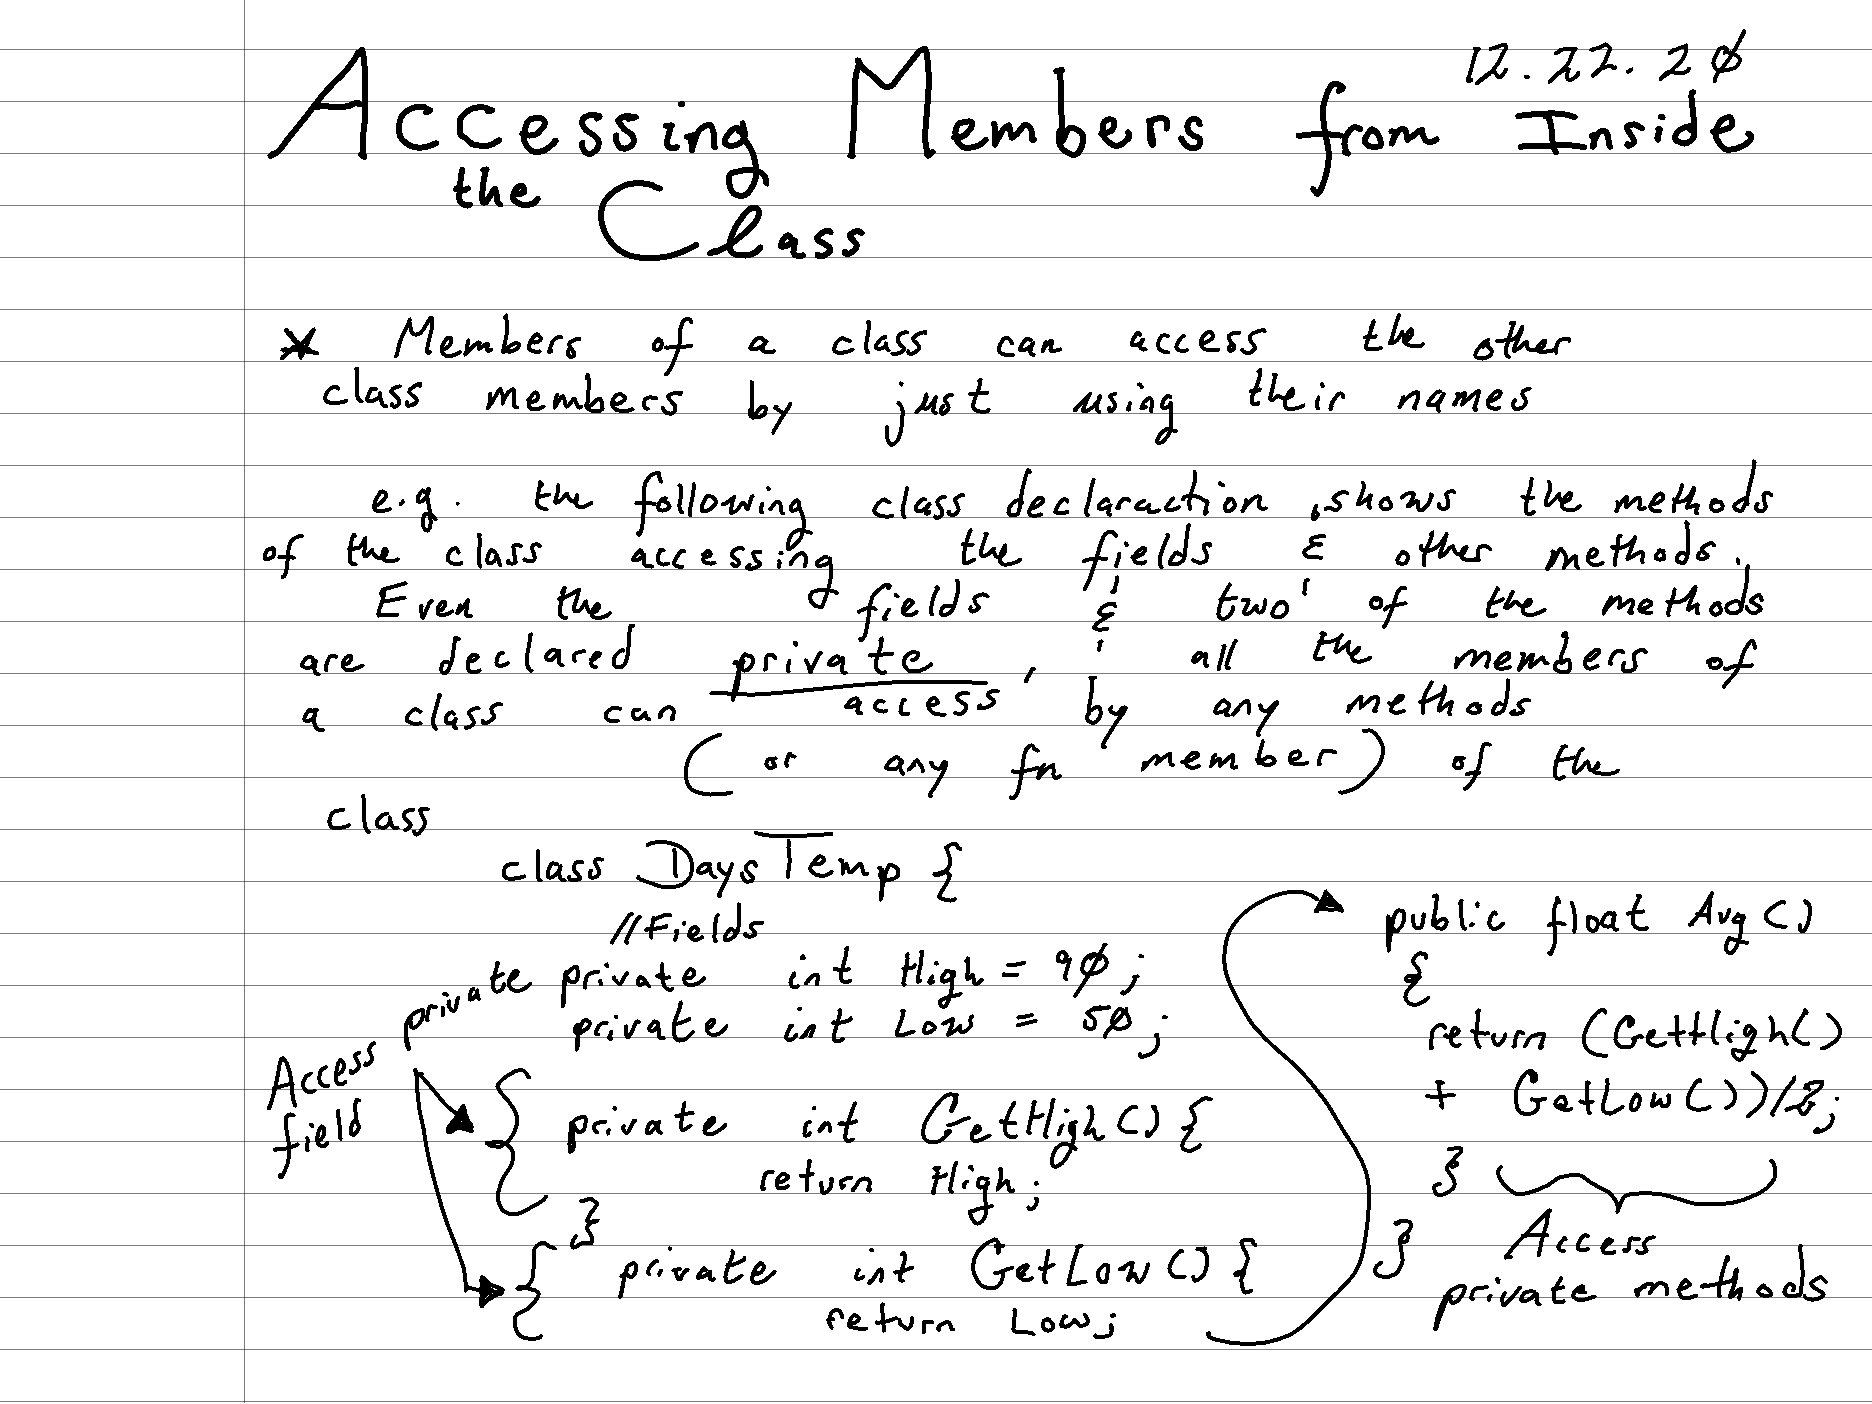 12.22.20
Accessing Members from Inside
the Class
* Members of a class can access the other
class members by just using their names
e.g. the following class declaraction, shows the methods
of the class accessing the fields & other methods.
Even the fields & two of the methods
are declared private, all the members of
a class can access by any methods
(or any fn member) of the
class
class DaysTemp {
//Fields
private int High = 90;
private int Low = 50;
Access private
field
private int GetHigh() {
return High;
}
private int GetLow() {
return Low;
public float Avg()
{
return (GetHigh()
+ GetLow())/2;
}
}
Access
private methods